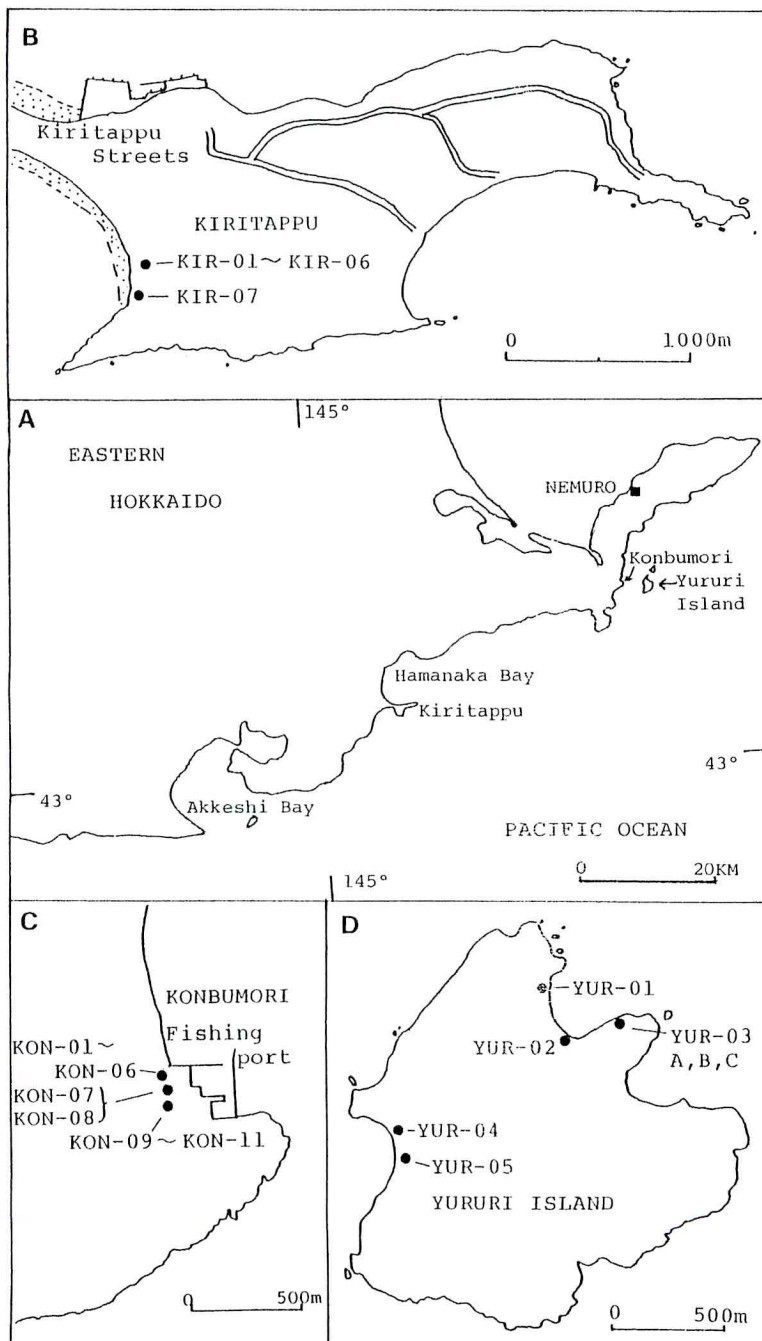 B
Kiritappu
Streets
KIRITAPPU
KIR-01～KIR-06
KIR-07
0 1000m
A
145°
EASTERN
HOKKAIDO
NEMURO
Konbumori
Yururi
Island
Hamanaka Bay
Kiritappu
43°
43°
Akkeshi Bay
PACIFIC OCEAN
0 20KM
145°
C
KONBUMORI
Fishing
port
KON-01～
KON-06
KON-07
KON-08
KON-09～KON-11
0 500m
D
YUR-01
YUR-02
YUR-03
A,B,C
YUR-04
YUR-05
YURURI ISLAND
0 500m